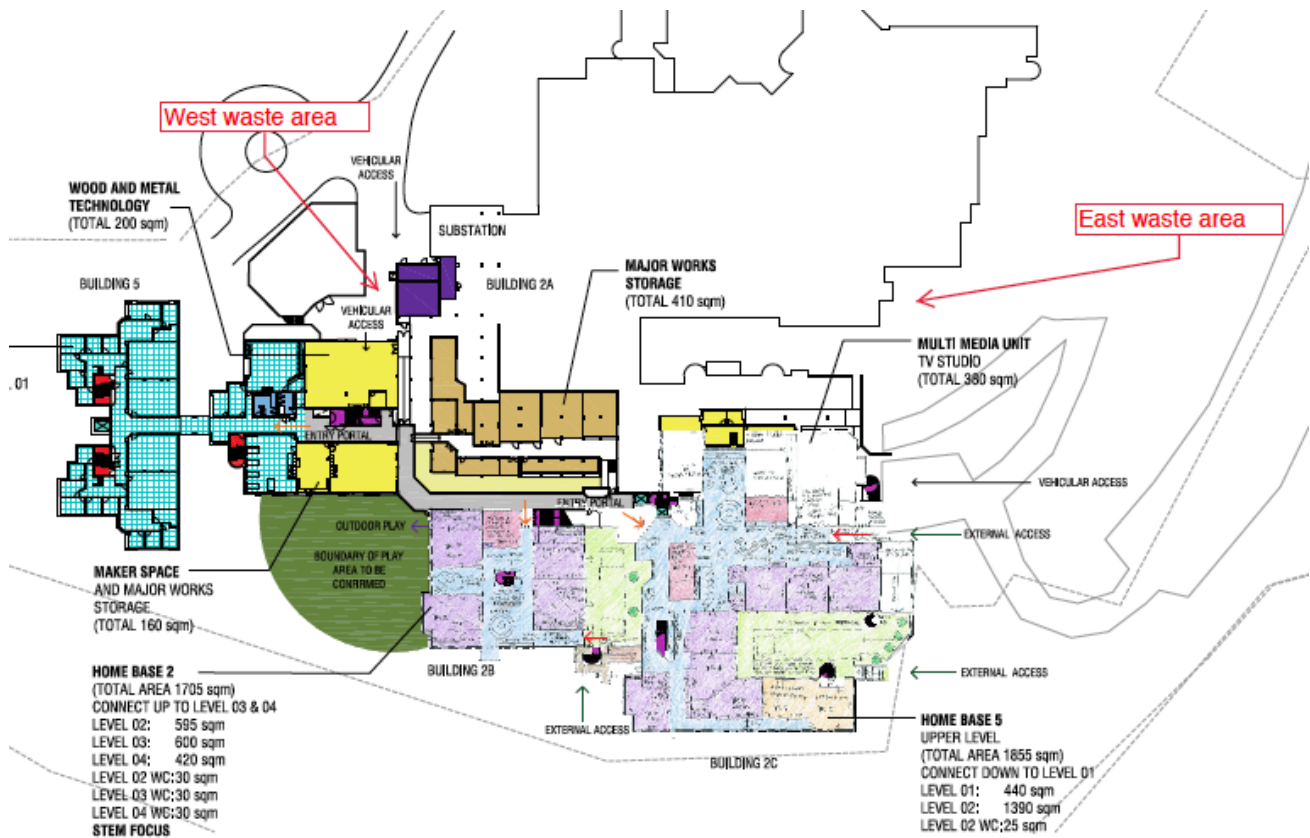 West waste area
VEHICULAR
ACCESS
WOOD AND METAL
TECHNOLOGY
(TOTAL 200 sqm)
SUBSTATION
East waste area
BUILDING 5
BUILDING 2A
MAJOR WORKS
STORAGE
(TOTAL 410 sqm)
VEHICULAR
ACCESS
MULTI MEDIA UNIT
TV STUDIO
(TOTAL 380 sqm)
01
ENTRY PORTAL
VEHICULAR ACCESS
ENTRY PORTAL
OUTDOOR PLAY
EXTERNAL ACCESS
BOUNDARY OF PLAY
AREA TO BE
CONRRMED
MAKER SPACE
AND MAJOR WORKS
STORAGE
(TOTAL 160 sqm)
HOME BASE 2
(TOTAL AREA 1705 sqm)
CONNECT UP TO LEVEL 03 & 04
LEVEL 02: 595 sqm
LEVEL 03: 600 sqm
LEVEL 04: 420 sqm
LEVEL 02 WC:30 sqm
LEVEL 03 WC:30 sqm
LEVEL 04 WC:30 sqm
STEM FOCUS
BUILDING 2B
EXTERNAL ACCESS
EXTERNAL ACCESS
BUILDING 2C
HOME BASE 5
UPPER LEVEL
(TOTAL AREA 1855 sqm)
CONNECT DOWN TO LEVEL 01
LEVEL 01: 440 sqm
LEVEL 02: 1390 sqm
LEVEL 02 WC:25 sqm